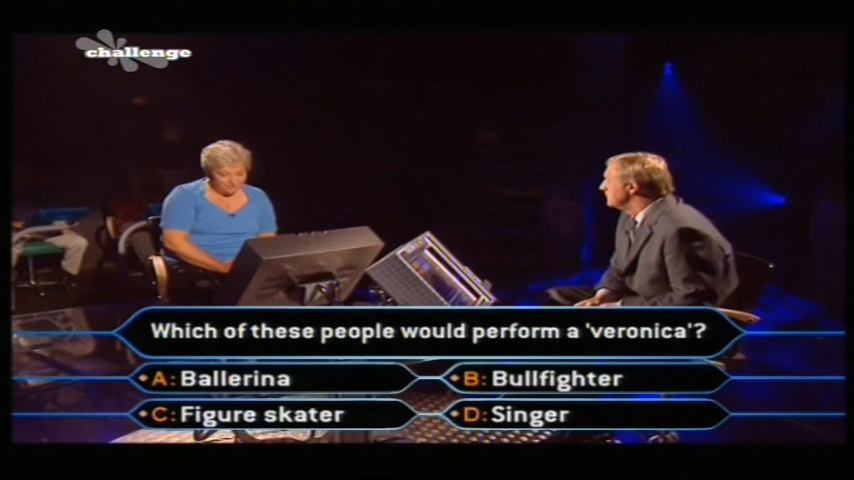 challenge
Which of these people would perform a 'veronica'?
A: Ballerina
B: Bullfighter
C: Figure skater
D: Singer